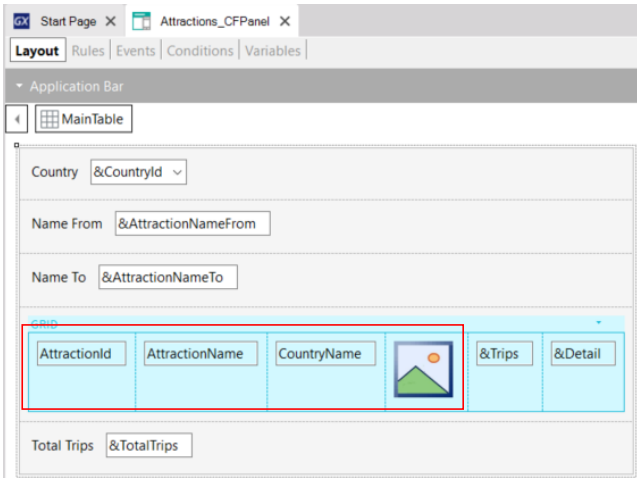 GX Start Page X Attractions_CFPanel X
Layout Rules Events Conditions Variables
Application Bar
MainTable
Country &CountryId
Name From &AttractionNameFrom
Name To &AttractionNameTo
GRID
AttractionId AttractionName CountryName &Trips &Detail
Total Trips &TotalTrips